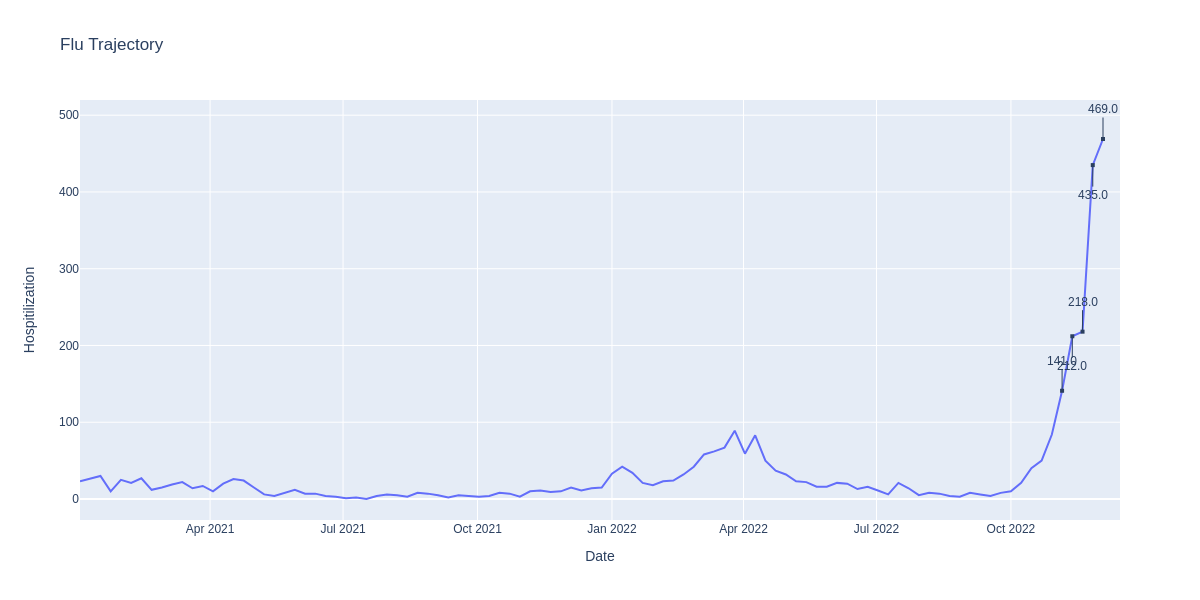 Flu Trajectory
469.0
500
400
435.0
300
218.0
200
141.0
212.0
100
0
Hospitilization
Apr 2021
Jul 2021
Oct 2021
Jan 2022
Apr 2022
Jul 2022
Oct 2022
Date